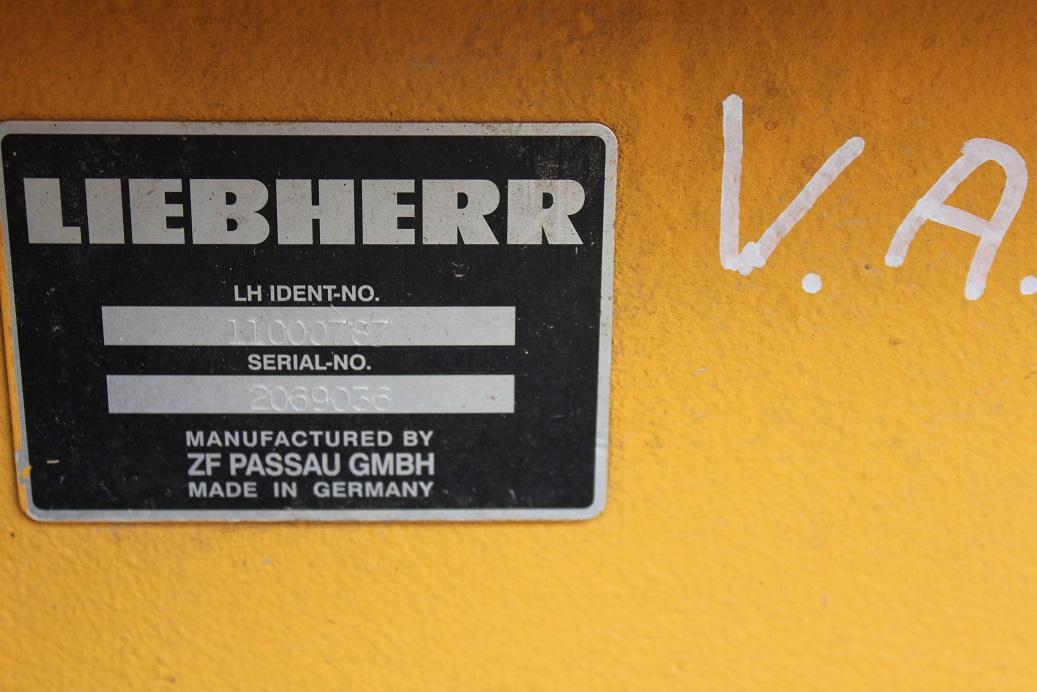 LIEBHERR
LH IDENT-NO.
11000787
SERIAL-NO.
2069036
MANUFACTURED BY
ZF PASSAU GMBH
MADE IN GERMANY
V.A.